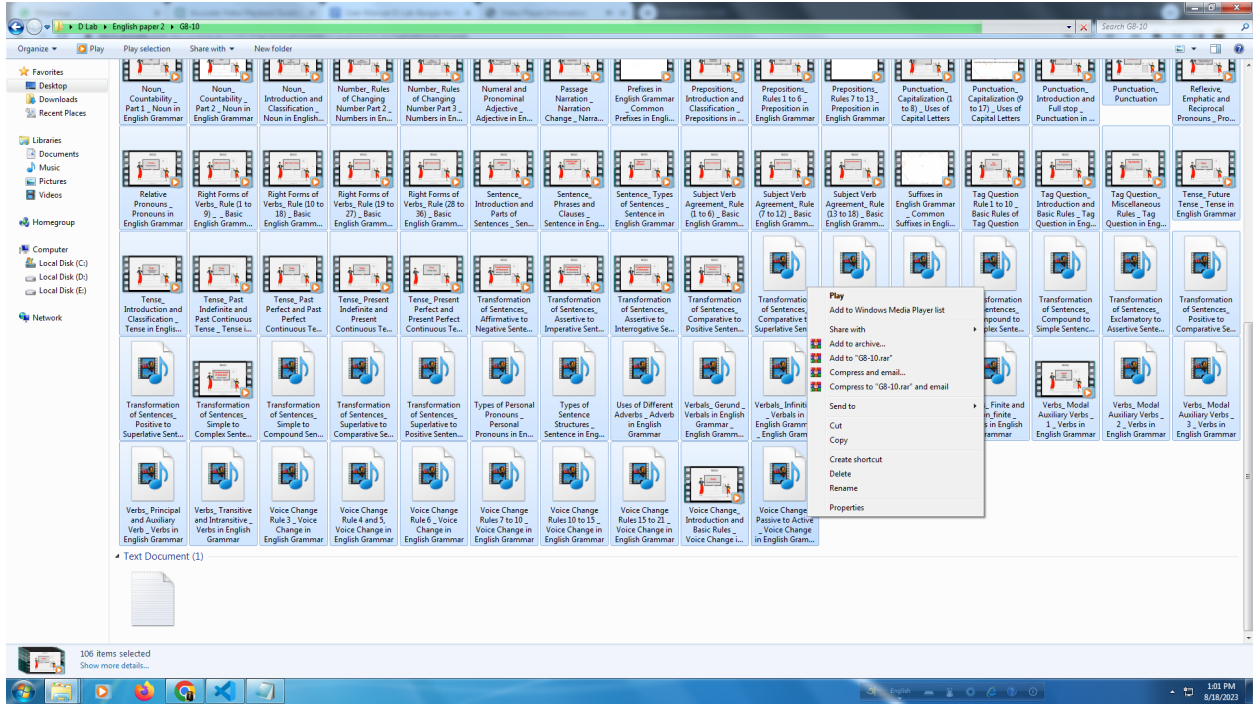 D Lab ▸ English paper 2 ▸ G8-10
Search G8-10
Organize
Play
Play selection
Share with
New folder
Favorites
Desktop
Downloads
Recent Places
Libraries
Documents
Music
Pictures
Videos
Homegroup
Computer
Local Disk (C:)
Local Disk (D:)
Local Disk (E:)
Network
Noun_
Countability _
Part 1 _ Noun in
English Grammar
Noun_
Countability _
Part 2 _ Noun in
English Grammar
Noun_
Introduction and
Classification _
Noun in English...
Number_ Rules
of Changing
Number Part 2 _
Numbers in En...
Number_ Rules
of Changing
Number Part 3 _
Numbers in En...
Numeral and
Pronominal
Adjective _
Adjective in En...
Passage
Narration _
Narration
Change _ Narra...
Prefixes in
English Grammar
_ Common
Prefixes in Engli...
Prepositions_
Introduction and
Classification _
Prepositions in ...
Prepositions_
Rules 1 to 6 _
Preposition in
English Grammar
Prepositions_
Rules 7 to 13 _
Preposition in
English Grammar
Punctuation_
Capitalization (1
to 8) _ Uses of
Capital Letters
Punctuation_
Capitalization (9
to 17) _ Uses of
Capital Letters
Punctuation_
Introduction and
Full stop _
Punctuation in ...
Punctuation_
Punctuation
Reflexive,
Emphatic and
Reciprocal
Pronouns _ Pro...
Relative
Pronouns _
Pronouns in
English Grammar
Right Forms of
Verbs_ Rule (1 to
9) _ _ Basic
English Gramm...
Right Forms of
Verbs_ Rule (10 to
18) _ Basic
English Gramm...
Right Forms of
Verbs_ Rule (19 to
27) _ Basic
English Gramm...
Right Forms of
Verbs_ Rule (28 to
36) _ Basic
English Gramm...
Sentence_
Introduction and
Parts of
Sentences _ Sen...
Sentence_
Phrases and
Clauses _
Sentence in Eng...
Sentence_ Types
of Sentences _
Sentence in
English Grammar
Subject Verb
Agreement_ Rule
(1 to 6) _ Basic
English Gramm...
Subject Verb
Agreement_ Rule
(7 to 12) _ Basic
English Gramm...
Subject Verb
Agreement_ Rule
(13 to 18) _ Basic
English Gramm...
Suffixes in
English Grammar
_ Common
Suffixes in Engli...
Tag Question_
Rule 1 to 10 _
Basic Rules of
Tag Question
Tag Question_
Introduction and
Basic Rules _ Tag
Question in Eng...
Tag Question_
Miscellaneous
Rules _ Tag
Question in Eng...
Tense_ Future
Tense _ Tense in
English Grammar
Tense_
Introduction and
Classification _
Tense in Englis...
Tense_ Past
Indefinite and
Past Continuous
Tense _ Tense i...
Tense_ Past
Perfect and Past
Perfect
Continuous Te...
Tense_ Present
Indefinite and
Present
Continuous Te...
Tense_ Present
Perfect and
Present Perfect
Continuous Te...
Transformation
of Sentences_
Affirmative to
Negative Sente...
Transformation
of Sentences_
Assertive to
Imperative Sent...
Transformation
of Sentences_
Assertive to
Interrogative Se...
Transformation
of Sentences_
Comparative to
Positive Senten...
Transformation
of Sentences_
Comparative t
Superlative Sen
sformation
entences_
pound to
plex Sente...
Transformation
of Sentences_
Compound to
Simple Sentenc...
Transformation
of Sentences_
Exclamatory to
Assertive Sente...
Transformation
of Sentences_
Positive to
Comparative Se...
Transformation
of Sentences_
Positive to
Superlative Sent...
Transformation
of Sentences_
Simple to
Complex Sente...
Transformation
of Sentences_
Simple to
Compound Sen...
Transformation
of Sentences_
Superlative to
Comparative Se...
Transformation
of Sentences_
Superlative to
Positive Senten...
Types of Personal
Pronouns _
Personal
Pronouns in En...
Types of
Sentence
Structures _
Sentence in Eng...
Uses of Different
Adverbs _ Adverb
in English
Grammar
Verbals_ Gerund _
Verbals in English
Grammar _
English Gramm...
Verbals_ Infiniti
_ Verbals in
English Gramm
_ English Gram
_ Finite and
n_finite _
s in English
rammar
Verbs_ Modal
Auxiliary Verbs _
1 _ Verbs in
English Grammar
Verbs_ Modal
Auxiliary Verbs _
2 _ Verbs in
English Grammar
Verbs_ Modal
Auxiliary Verbs _
3 _ Verbs in
English Grammar
Verbs_ Principal
and Auxiliary
Verb _ Verbs in
English Grammar
Verbs_ Transitive
and Intransitive _
Verbs in English
Grammar
Voice Change
Rule 3 _ Voice
Change in
English Grammar
Voice Change
Rule 4 and 5_
Voice Change in
English Grammar
Voice Change
Rule 6 _ Voice
Change in
English Grammar
Voice Change
Rules 7 to 10 _
Voice Change in
English Grammar
Voice Change
Rules 10 to 15 _
Voice Change in
English Grammar
Voice Change
Rules 15 to 21 _
Voice Change in
English Grammar
Voice Change_
Introduction and
Basic Rules _
Voice Change i...
Voice Change
Passive to Active
_ Voice Change
in English Gram...
Play
Add to Windows Media Player list
Share with
Add to archive...
Add to "G8-10.rar"
Compress and email...
Compress to "G8-10.rar" and email
Send to
Cut
Copy
Create shortcut
Delete
Rename
Properties
Text Document (1)
106 items selected
Show more details...
English
1:01 PM
8/18/2023